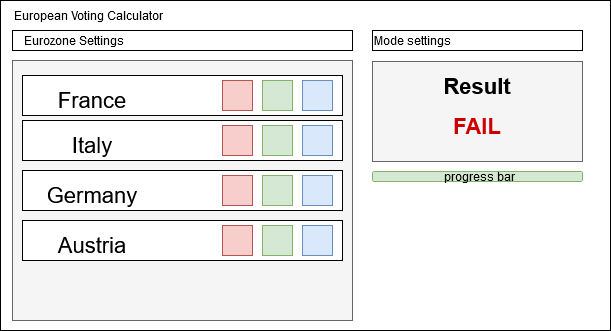 European Voting Calculator
Eurozone Settings
Mode settings
France
Italy
Germany
Austria
Result
FAIL
progress bar